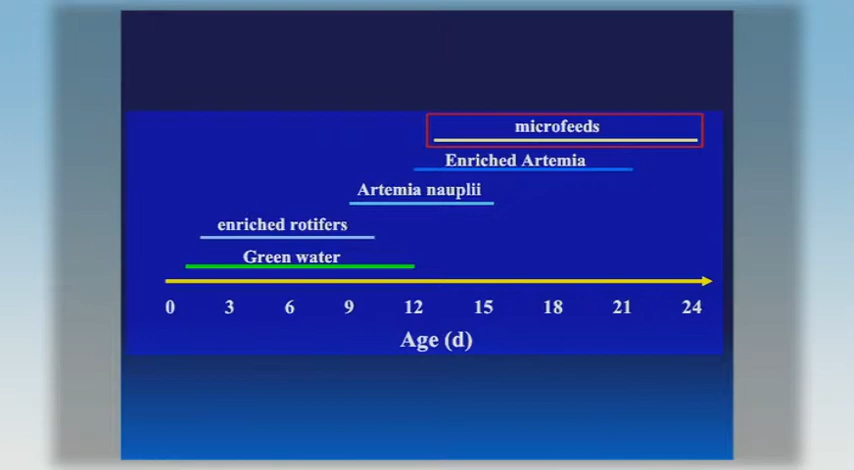 microfeeds
Enriched Artemia
Artemia nauplii
enriched rotifers
Green water
0 3 6 9 12 15 18 21 24
Age (d)